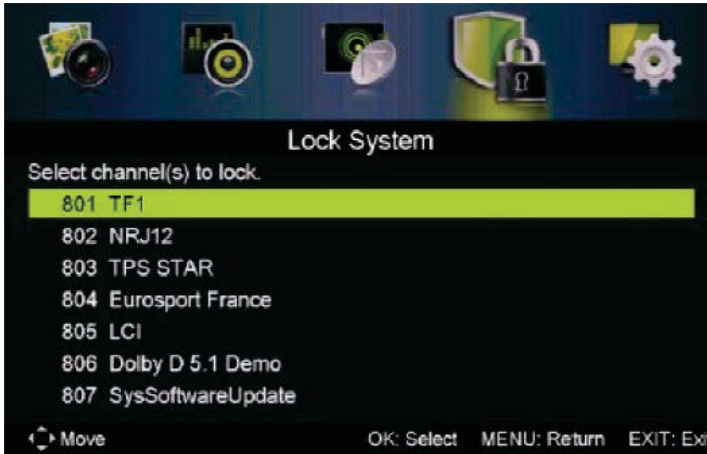 Lock System
Select channel(s) to lock.
801 TF1
802 NRJ12
803 TPS STAR
804 Eurosport France
805 LCI
806 Dolby D 5.1 Demo
807 SysSoftwareUpdate
Move OK: Select MENU: Return EXIT: Exi